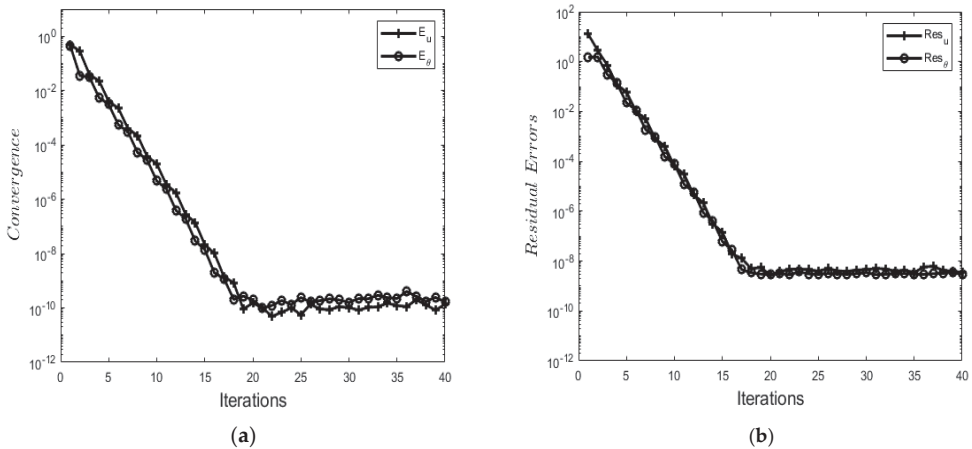 10^0
10^-2
10^-4
10^-6
10^-8
10^-10
10^-12
Convergence
0 5 10 15 20 25 30 35 40
Iterations
E_u
E_θ
(a)
10^2
10^0
10^-2
10^-4
10^-6
10^-8
10^-10
10^-12
Residual Errors
0 5 10 15 20 25 30 35 40
Iterations
Res_u
Res_θ
(b)